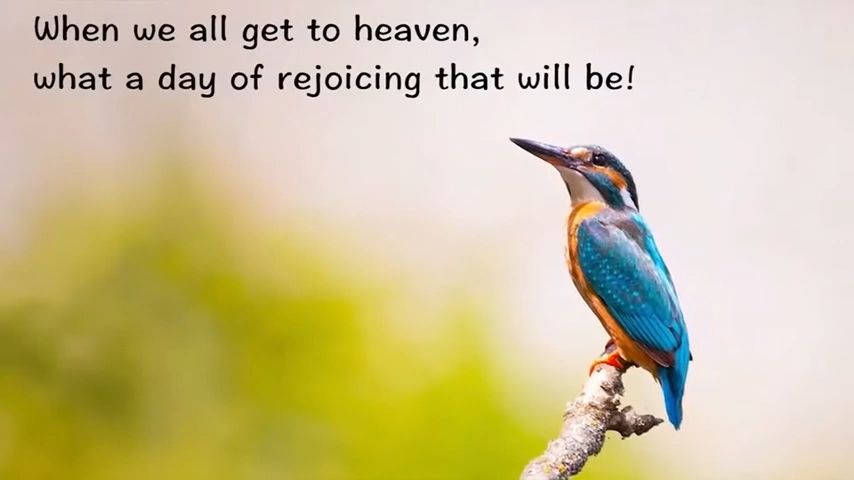 When we all get to heaven,
what a day of rejoicing that will be!